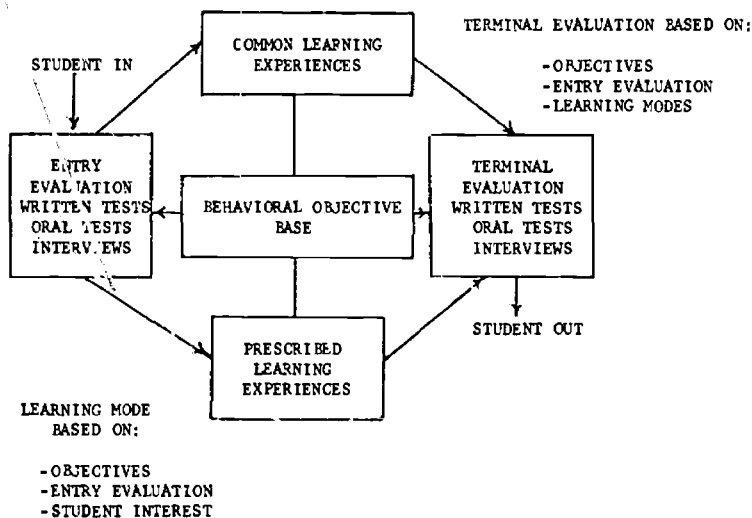 TERMINAL EVALUATION BASED ON:
-OBJECTIVES
-ENTRY EVALUATION
-LEARNING MODES
COMMON LEARNING
EXPERIENCES
STUDENT IN
ENTRY
EVALUATION
WRITTEN TESTS
ORAL TESTS
INTERVIEWS
BEHAVIORAL OBJECTIVE
BASE
TERMINAL
EVALUATION
WRITTEN TESTS
ORAL TESTS
INTERVIEWS
STUDENT OUT
PRESCRIBED
LEARNING
EXPERIENCES
LEARNING MODE
BASED ON:
-OBJECTIVES
-ENTRY EVALUATION
-STUDENT INTEREST